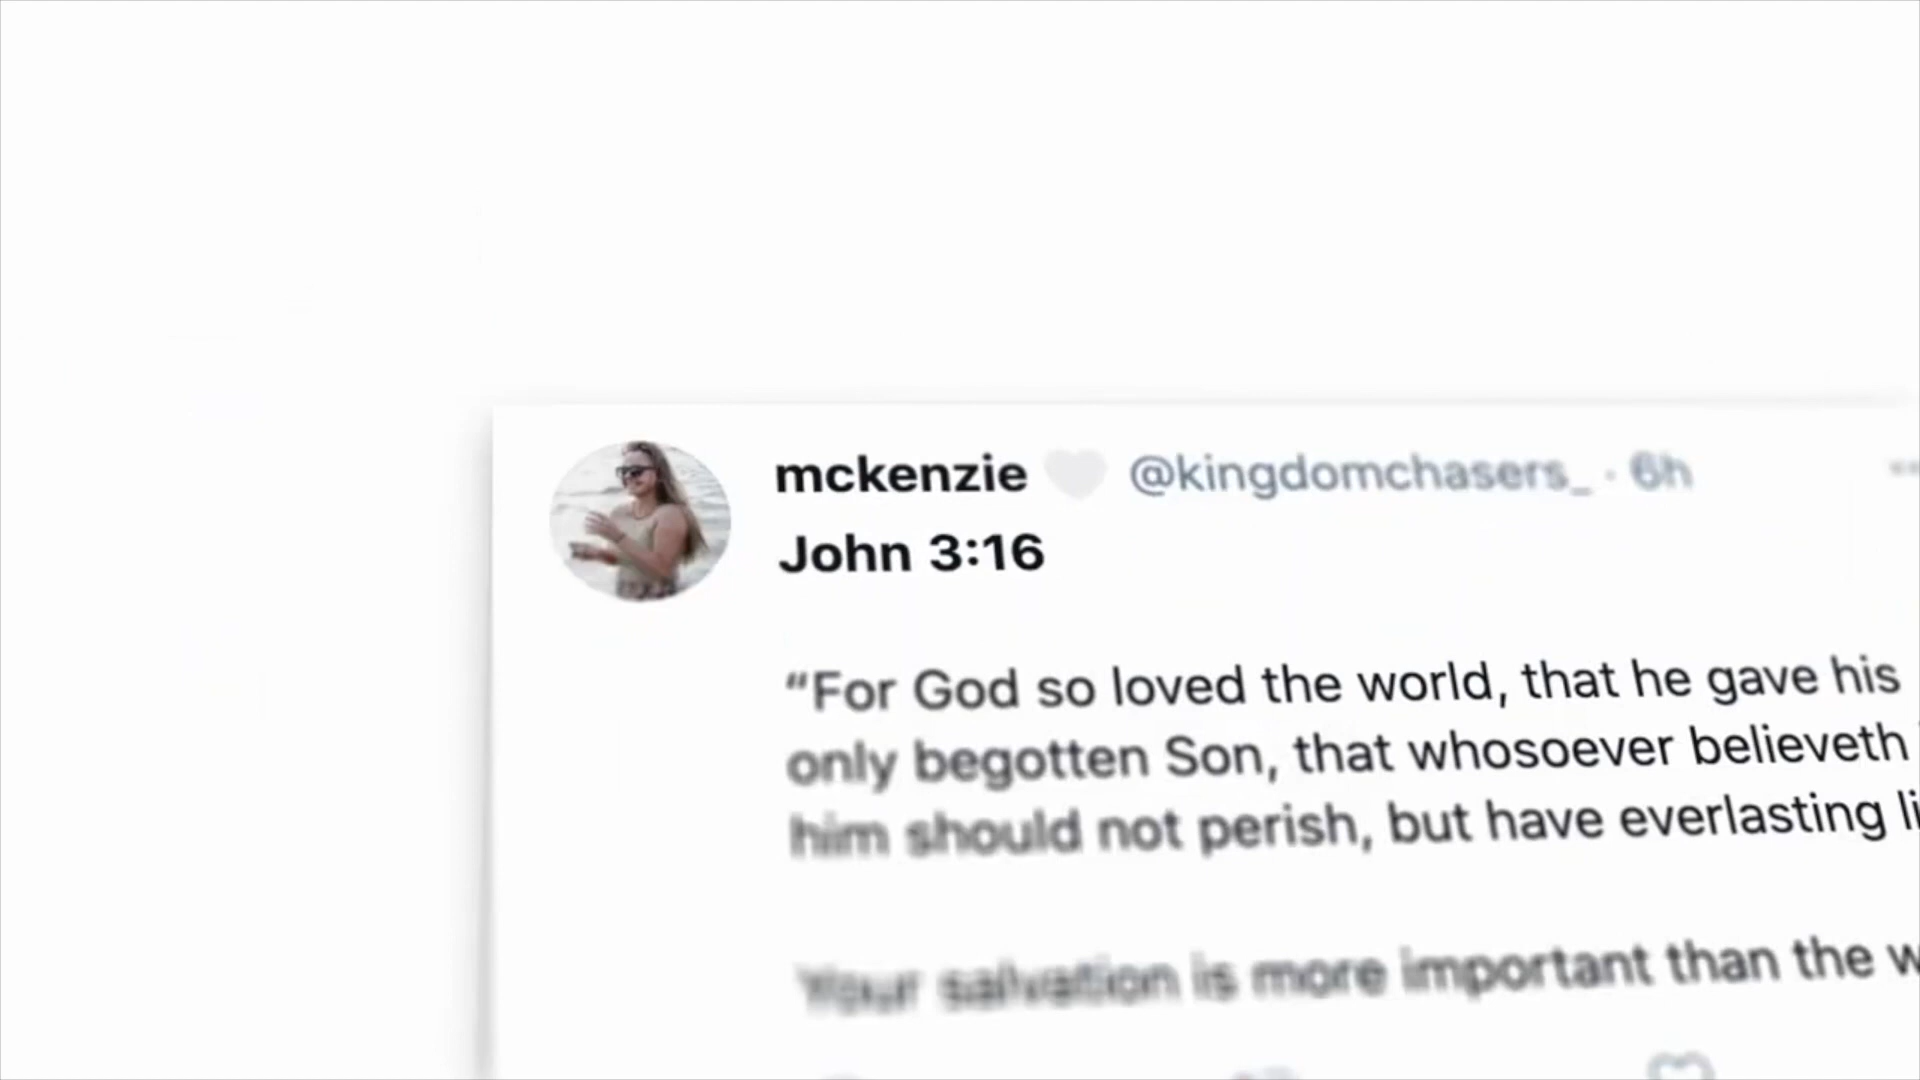 mckenzie 🤍 @kingdomchasers_ · 6h
John 3:16
“For God so loved the world, that he gave his
only begotten Son, that whosoever believeth
him should not perish, but have everlasting
Your salvation is more important than the